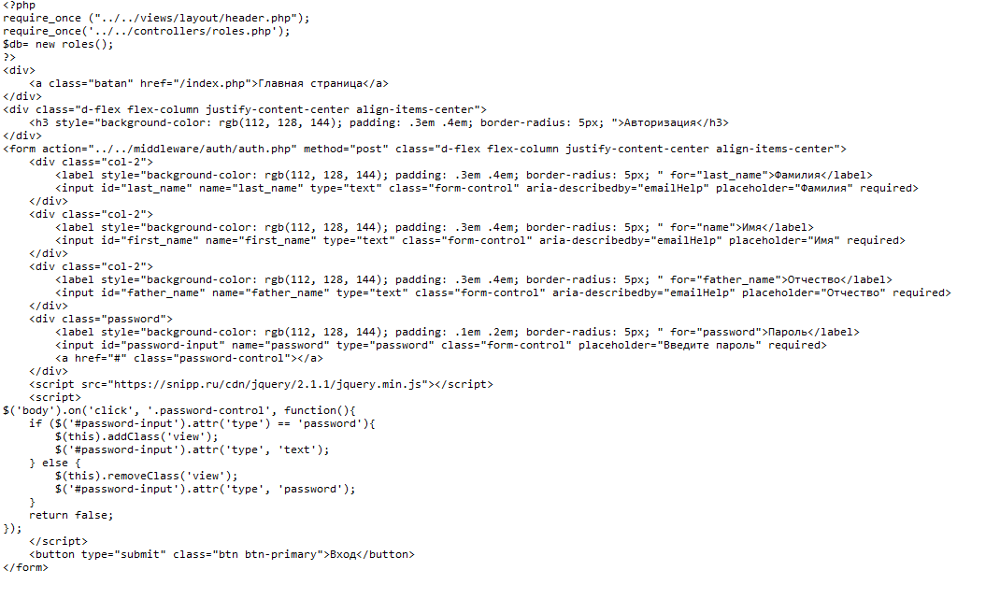 <?php
require_once ("../../views/layout/header.php");
require_once('../../controllers/roles.php');
$db= new roles();
?>
<div>
    <a class="batan" href="/index.php">Главная страница</a>
</div>
<div class="d-flex flex-column justify-content-center align-items-center">
    <h3 style="background-color: rgb(112, 128, 144); padding: .3em .4em; border-radius: 5px; ">Авторизация</h3>
</div>
<form action="../../middleware/auth/auth.php" method="post" class="d-flex flex-column justify-content-center align-items-center">
    <div class="col-2">
        <label style="background-color: rgb(112, 128, 144); padding: .3em .4em; border-radius: 5px; " for="last_name">Фамилия</label>
        <input id="last_name" name="last_name" type="text" class="form-control" aria-describedby="emailHelp" placeholder="Фамилия" required>
    </div>
    <div class="col-2">
        <label style="background-color: rgb(112, 128, 144); padding: .3em .4em; border-radius: 5px; " for="name">Имя</label>
        <input id="first_name" name="first_name" type="text" class="form-control" aria-describedby="emailHelp" placeholder="Имя" required>
    </div>
    <div class="col-2">
        <label style="background-color: rgb(112, 128, 144); padding: .3em .4em; border-radius: 5px; " for="father_name">Отчество</label>
        <input id="father_name" name="father_name" type="text" class="form-control" aria-describedby="emailHelp" placeholder="Отчество" required>
    </div>
    <div class="password">
        <label style="background-color: rgb(112, 128, 144); padding: .1em .2em; border-radius: 5px; " for="password">Пароль</label>
        <input id="password-input" name="password" type="password" class="form-control" placeholder="Введите пароль" required>
        <a href="#" class="password-control"></a>
    </div>
    <script src="https://snipp.ru/cdn/jquery/2.1.1/jquery.min.js"></script>
    <script>
$('body').on('click', '.password-control', function(){
    if ($('#password-input').attr('type') == 'password'){
        $(this).addClass('view');
        $('#password-input').attr('type', 'text');
    } else {
        $(this).removeClass('view');
        $('#password-input').attr('type', 'password');
    }
    return false;
});
    </script>
    <button type="submit" class="btn btn-primary">Вход</button>
</form>